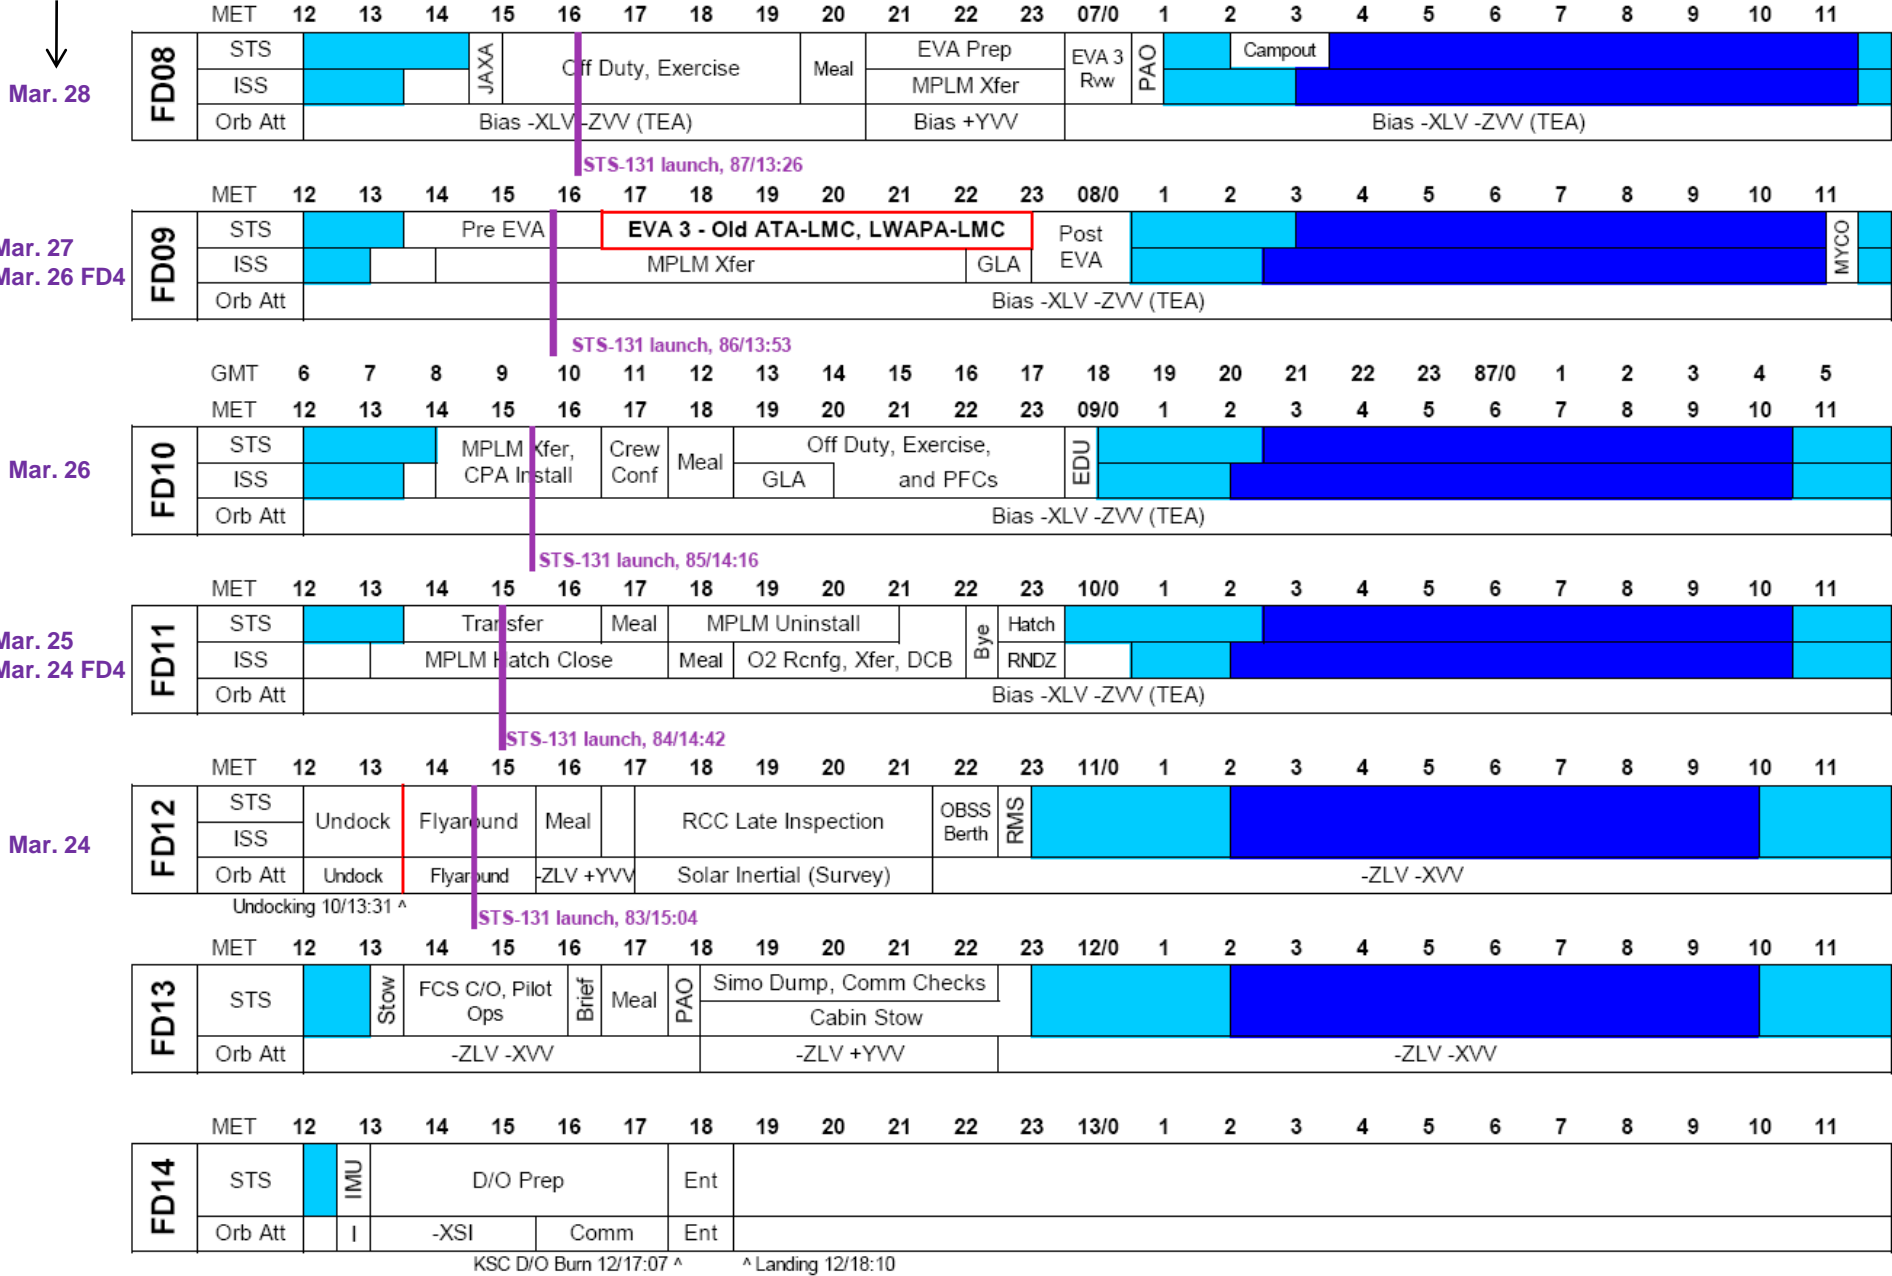 MET 12 13 14 15 16 17 18 19 20 21 22 23 07/0 1 2 3 4 5 6 7 8 9 10 11
Mar. 28
FD08
STS JAXA Off Duty, Exercise Meal EVA Prep EVA 3 Rvw PAO Campout
ISS MPLM Xfer
Orb Att Bias -XLV -ZVV (TEA) Bias +YVV Bias -XLV -ZVV (TEA)
STS-131 launch, 87/13:26
MET 12 13 14 15 16 17 18 19 20 21 22 23 08/0 1 2 3 4 5 6 7 8 9 10 11
Mar. 27
Mar. 26 FD4
FD09
STS Pre EVA EVA 3 - Old ATA-LMC, LWAPA-LMC Post EVA MYCO
ISS MPLM Xfer GLA
Orb Att Bias -XLV -ZVV (TEA)
STS-131 launch, 86/13:53
GMT 6 7 8 9 10 11 12 13 14 15 16 17 18 19 20 21 22 23 87/0 1 2 3 4 5
MET 12 13 14 15 16 17 18 19 20 21 22 23 09/0 1 2 3 4 5 6 7 8 9 10 11
Mar. 26
FD10
STS MPLM Xfer, CPA Install Crew Conf Meal Off Duty, Exercise, EDU
ISS GLA and PFCs
Orb Att Bias -XLV -ZVV (TEA)
STS-131 launch, 85/14:16
MET 12 13 14 15 16 17 18 19 20 21 22 23 10/0 1 2 3 4 5 6 7 8 9 10 11
Mar. 25
Mar. 24 FD4
FD11
STS Transfer Meal MPLM Uninstall Bye Hatch
ISS MPLM Hatch Close Meal O2 Rcnfg, Xfer, DCB RNDZ
Orb Att Bias -XLV -ZVV (TEA)
STS-131 launch, 84/14:42
MET 12 13 14 15 16 17 18 19 20 21 22 23 11/0 1 2 3 4 5 6 7 8 9 10 11
Mar. 24
FD12
STS Undock Flyaround Meal RCC Late Inspection OBSS Berth RMS
ISS
Orb Att Undock Flyaround -ZLV +YVV Solar Inertial (Survey) -ZLV -XVV
Undocking 10/13:31 ^
STS-131 launch, 83/15:04
MET 12 13 14 15 16 17 18 19 20 21 22 23 12/0 1 2 3 4 5 6 7 8 9 10 11
FD13
STS Stow FCS C/O, Pilot Ops Brief Meal PAO Simo Dump, Comm Checks
Cabin Stow
Orb Att -ZLV -XVV -ZLV +YVV -ZLV -XVV
MET 12 13 14 15 16 17 18 19 20 21 22 23 13/0 1 2 3 4 5 6 7 8 9 10 11
FD14
STS IMU D/O Prep Ent
Orb Att I -XSI Comm Ent
KSC D/O Burn 12/17:07 ^ ^ Landing 12/18:10